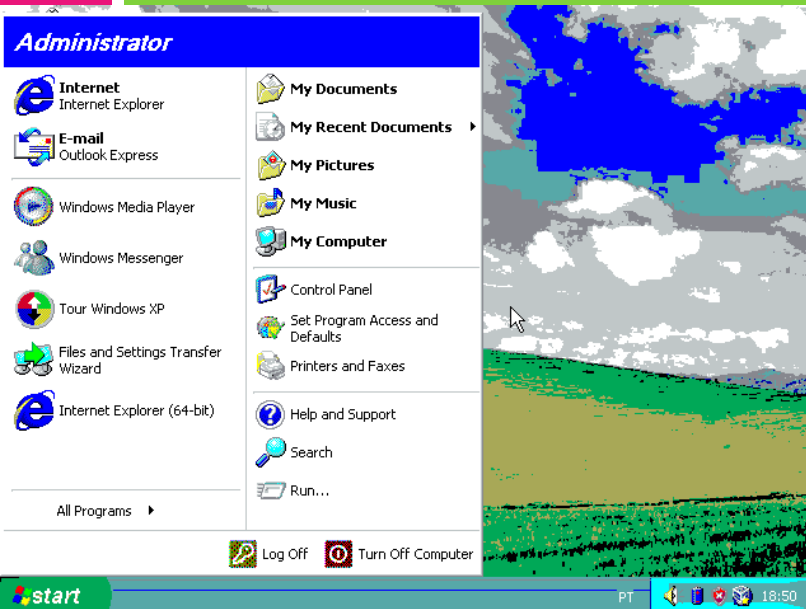 Administrator
Internet
Internet Explorer
E-mail
Outlook Express
Windows Media Player
Windows Messenger
Tour Windows XP
Files and Settings Transfer
Wizard
Internet Explorer (64-bit)
All Programs
My Documents
My Recent Documents
My Pictures
My Music
My Computer
Control Panel
Set Program Access and
Defaults
Printers and Faxes
Help and Support
Search
Run...
Log Off
Turn Off Computer
start
PT
18:50